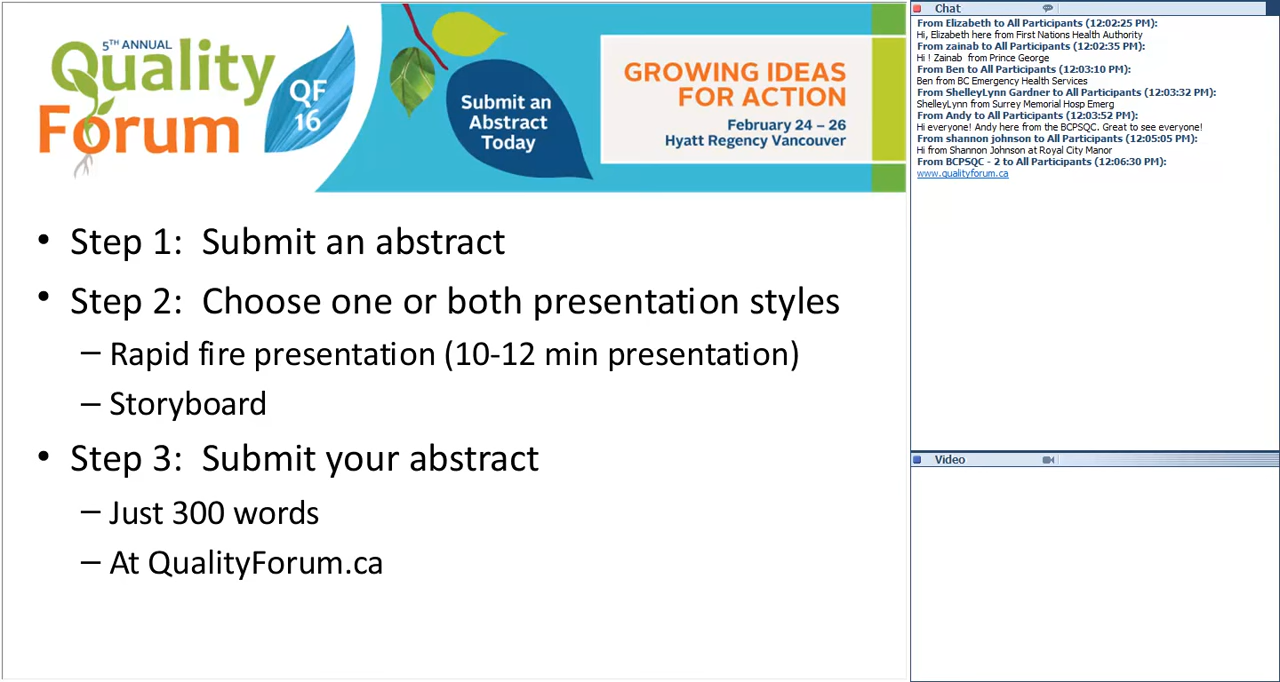 5TH ANNUAL
Quality
Forum
QF
16
Submit an
Abstract
Today
GROWING IDEAS
FOR ACTION
February 24 – 26
Hyatt Regency Vancouver
• Step 1: Submit an abstract
• Step 2: Choose one or both presentation styles
– Rapid fire presentation (10-12 min presentation)
– Storyboard
• Step 3: Submit your abstract
– Just 300 words
– At QualityForum.ca
Chat
From Elizabeth to All Participants (12:02:25 PM):
Hi, Elizabeth here from First Nations Health Authority
From zainab to All Participants (12:02:35 PM):
Hi ! Zainab from Prince George
From Ben to All Participants (12:03:10 PM):
Ben from BC Emergency Health Services
From ShelleyLynn Gardner to All Participants (12:03:32 PM):
ShelleyLynn from Surrey Memorial Hosp Emerg
From Andy to All Participants (12:03:52 PM):
Hi everyone! Andy here from the BCPSQC. Great to see everyone!
From shannon johnson to All Participants (12:05:05 PM):
Hi from Shannon Johnson at Royal City Manor
From BCPSQC - 2 to All Participants (12:06:30 PM):
www.qualityforum.ca
Video